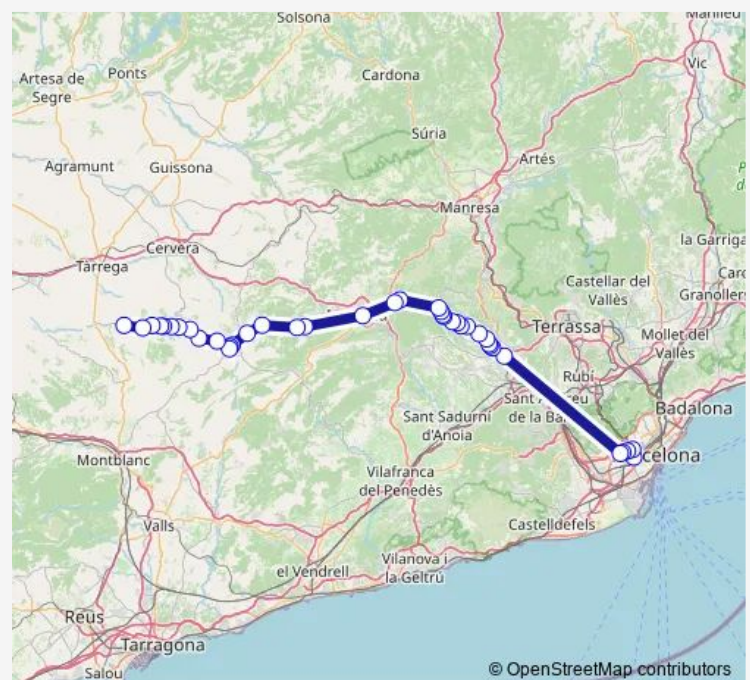 Solsona
Manlleu
Vic
Artesa de
Segre
Ponts
Cardona
Súria
Artés
Agramunt
Guissona
Manresa
la Garriga
Cervera
Tàrrega
Castellar del
Vallès
Granollers
Terrassa
Mollet del
Vallès
Rubí
Sant Andreu
de la Bar
Badalona
Sant Sadurní
d'Anoia
Barcelona
Montblanc
Vilafranca
del Penedès
Valls
Castelldefels
Vilanova i
la Geltrú
el Vendrell
Reus
Tarragona
Salou
© OpenStreetMap contributors